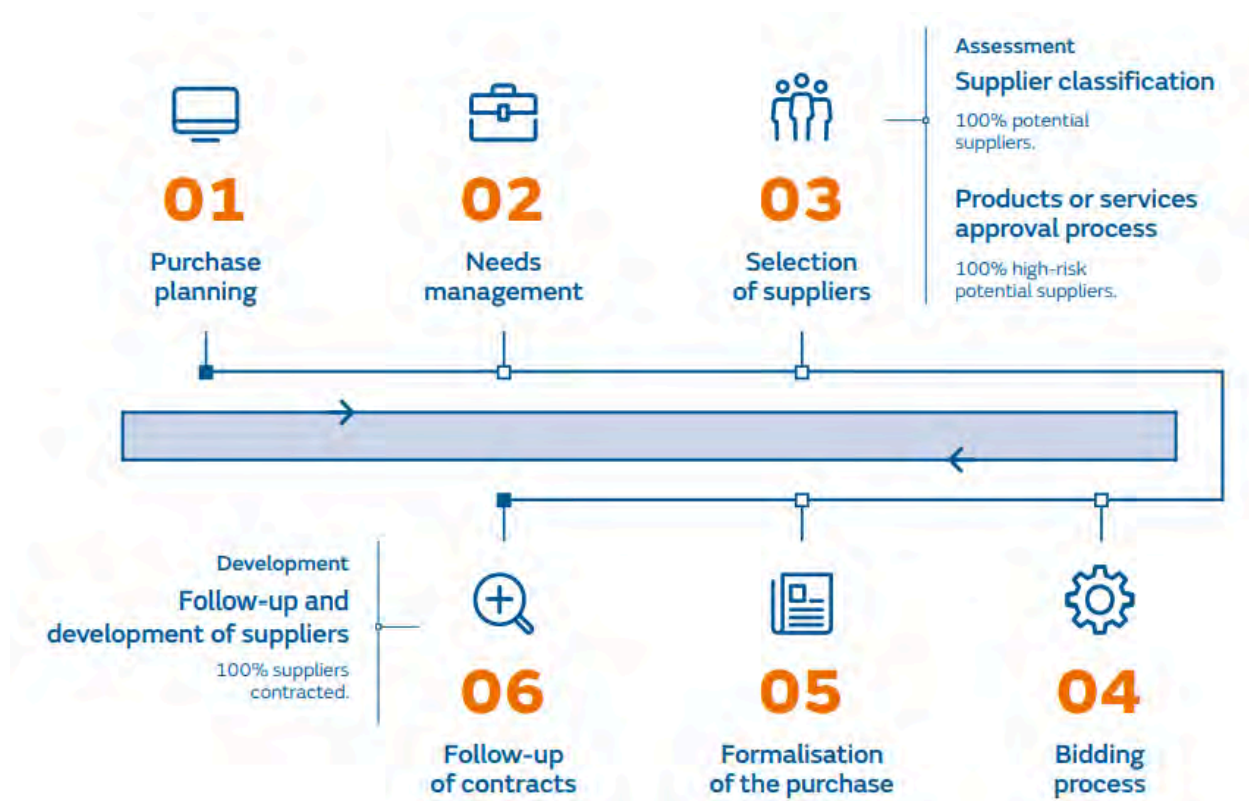 01
Purchase
planning
02
Needs
management
03
Selection
of suppliers
Assessment
Supplier classification
100% potential
suppliers.
Products or services
approval process
100% high-risk
potential suppliers.
04
Bidding
process
05
Formalisation
of the purchase
06
Follow-up
of contracts
Development
Follow-up and
development of suppliers
100% suppliers
contracted.